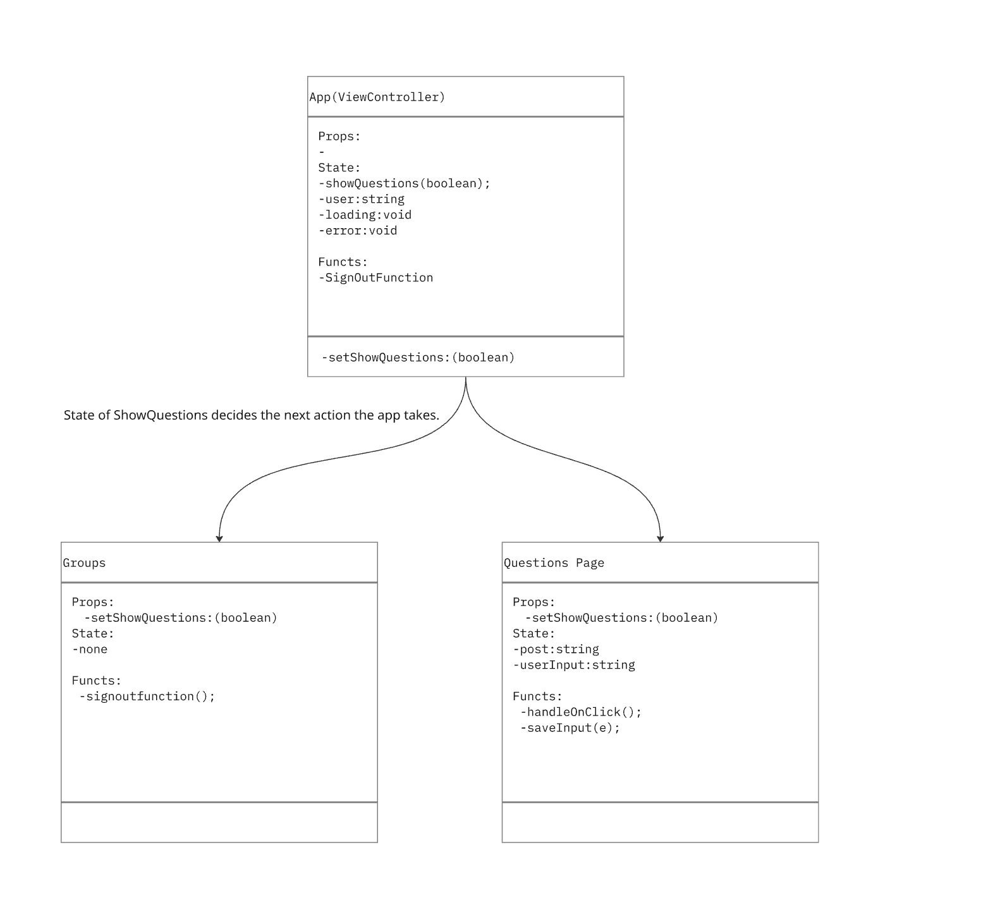 App(ViewController)
Props:
-
State:
-showQuestions(boolean);
-user:string
-loading:void
-error:void
Functs:
-SignOutFunction
-setShowQuestions:(boolean)
State of ShowQuestions decides the next action the app takes.
Groups
Props:
-setShowQuestions:(boolean)
State:
-none
Functs:
-signoutfunction();
Questions Page
Props:
-setShowQuestions:(boolean)
State:
-post:string
-userInput:string
Functs:
-handleOnClick();
-saveInput(e);